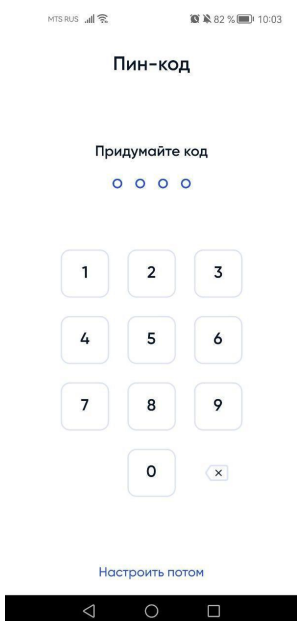 MTS RUS 82 % 10:03
Пин-код
Придумайте код
1 2 3
4 5 6
7 8 9
0
Настроить потом